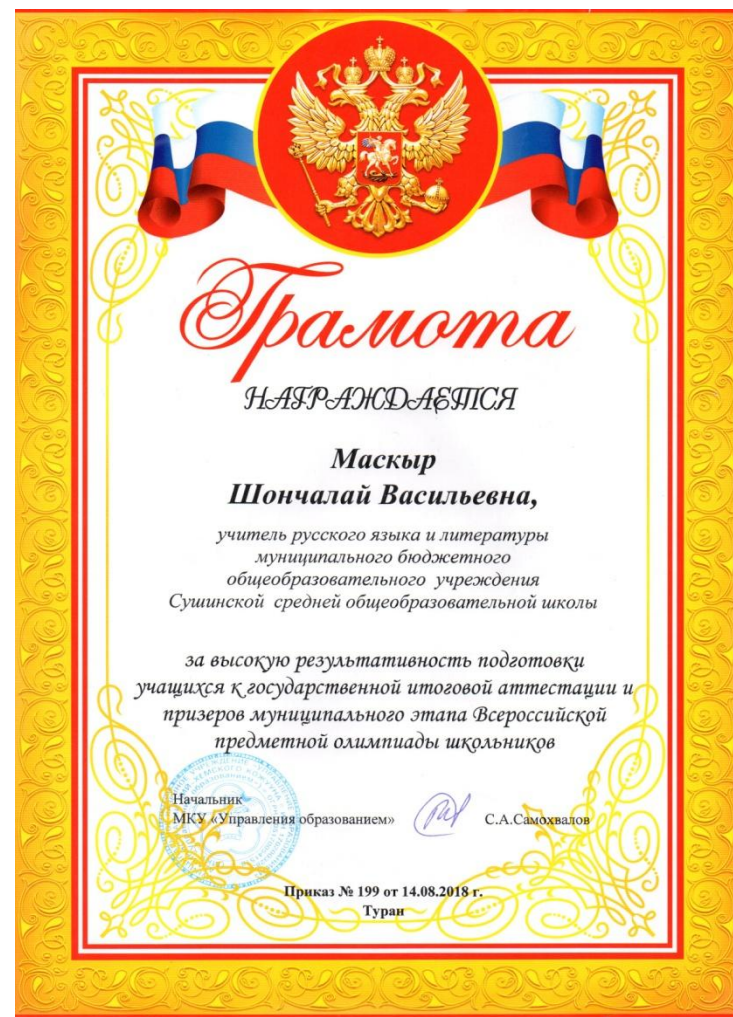 Грамота
НАГРАЖДАЕТСЯ
Маскыр
Шончалай Васильевна,
учитель русского языка и литературы
муниципального бюджетного
общеобразовательного учреждения
Сушинской средней общеобразовательной школы
за высокую результативность подготовки
учащихся к государственной итоговой аттестации и
призеров муниципального этапа Всероссийской
предметной олимпиады школьников
Начальник
МКУ «Управления образованием»
С.А.Самохвалов
Приказ № 199 от 14.08.2018 г.
Туран